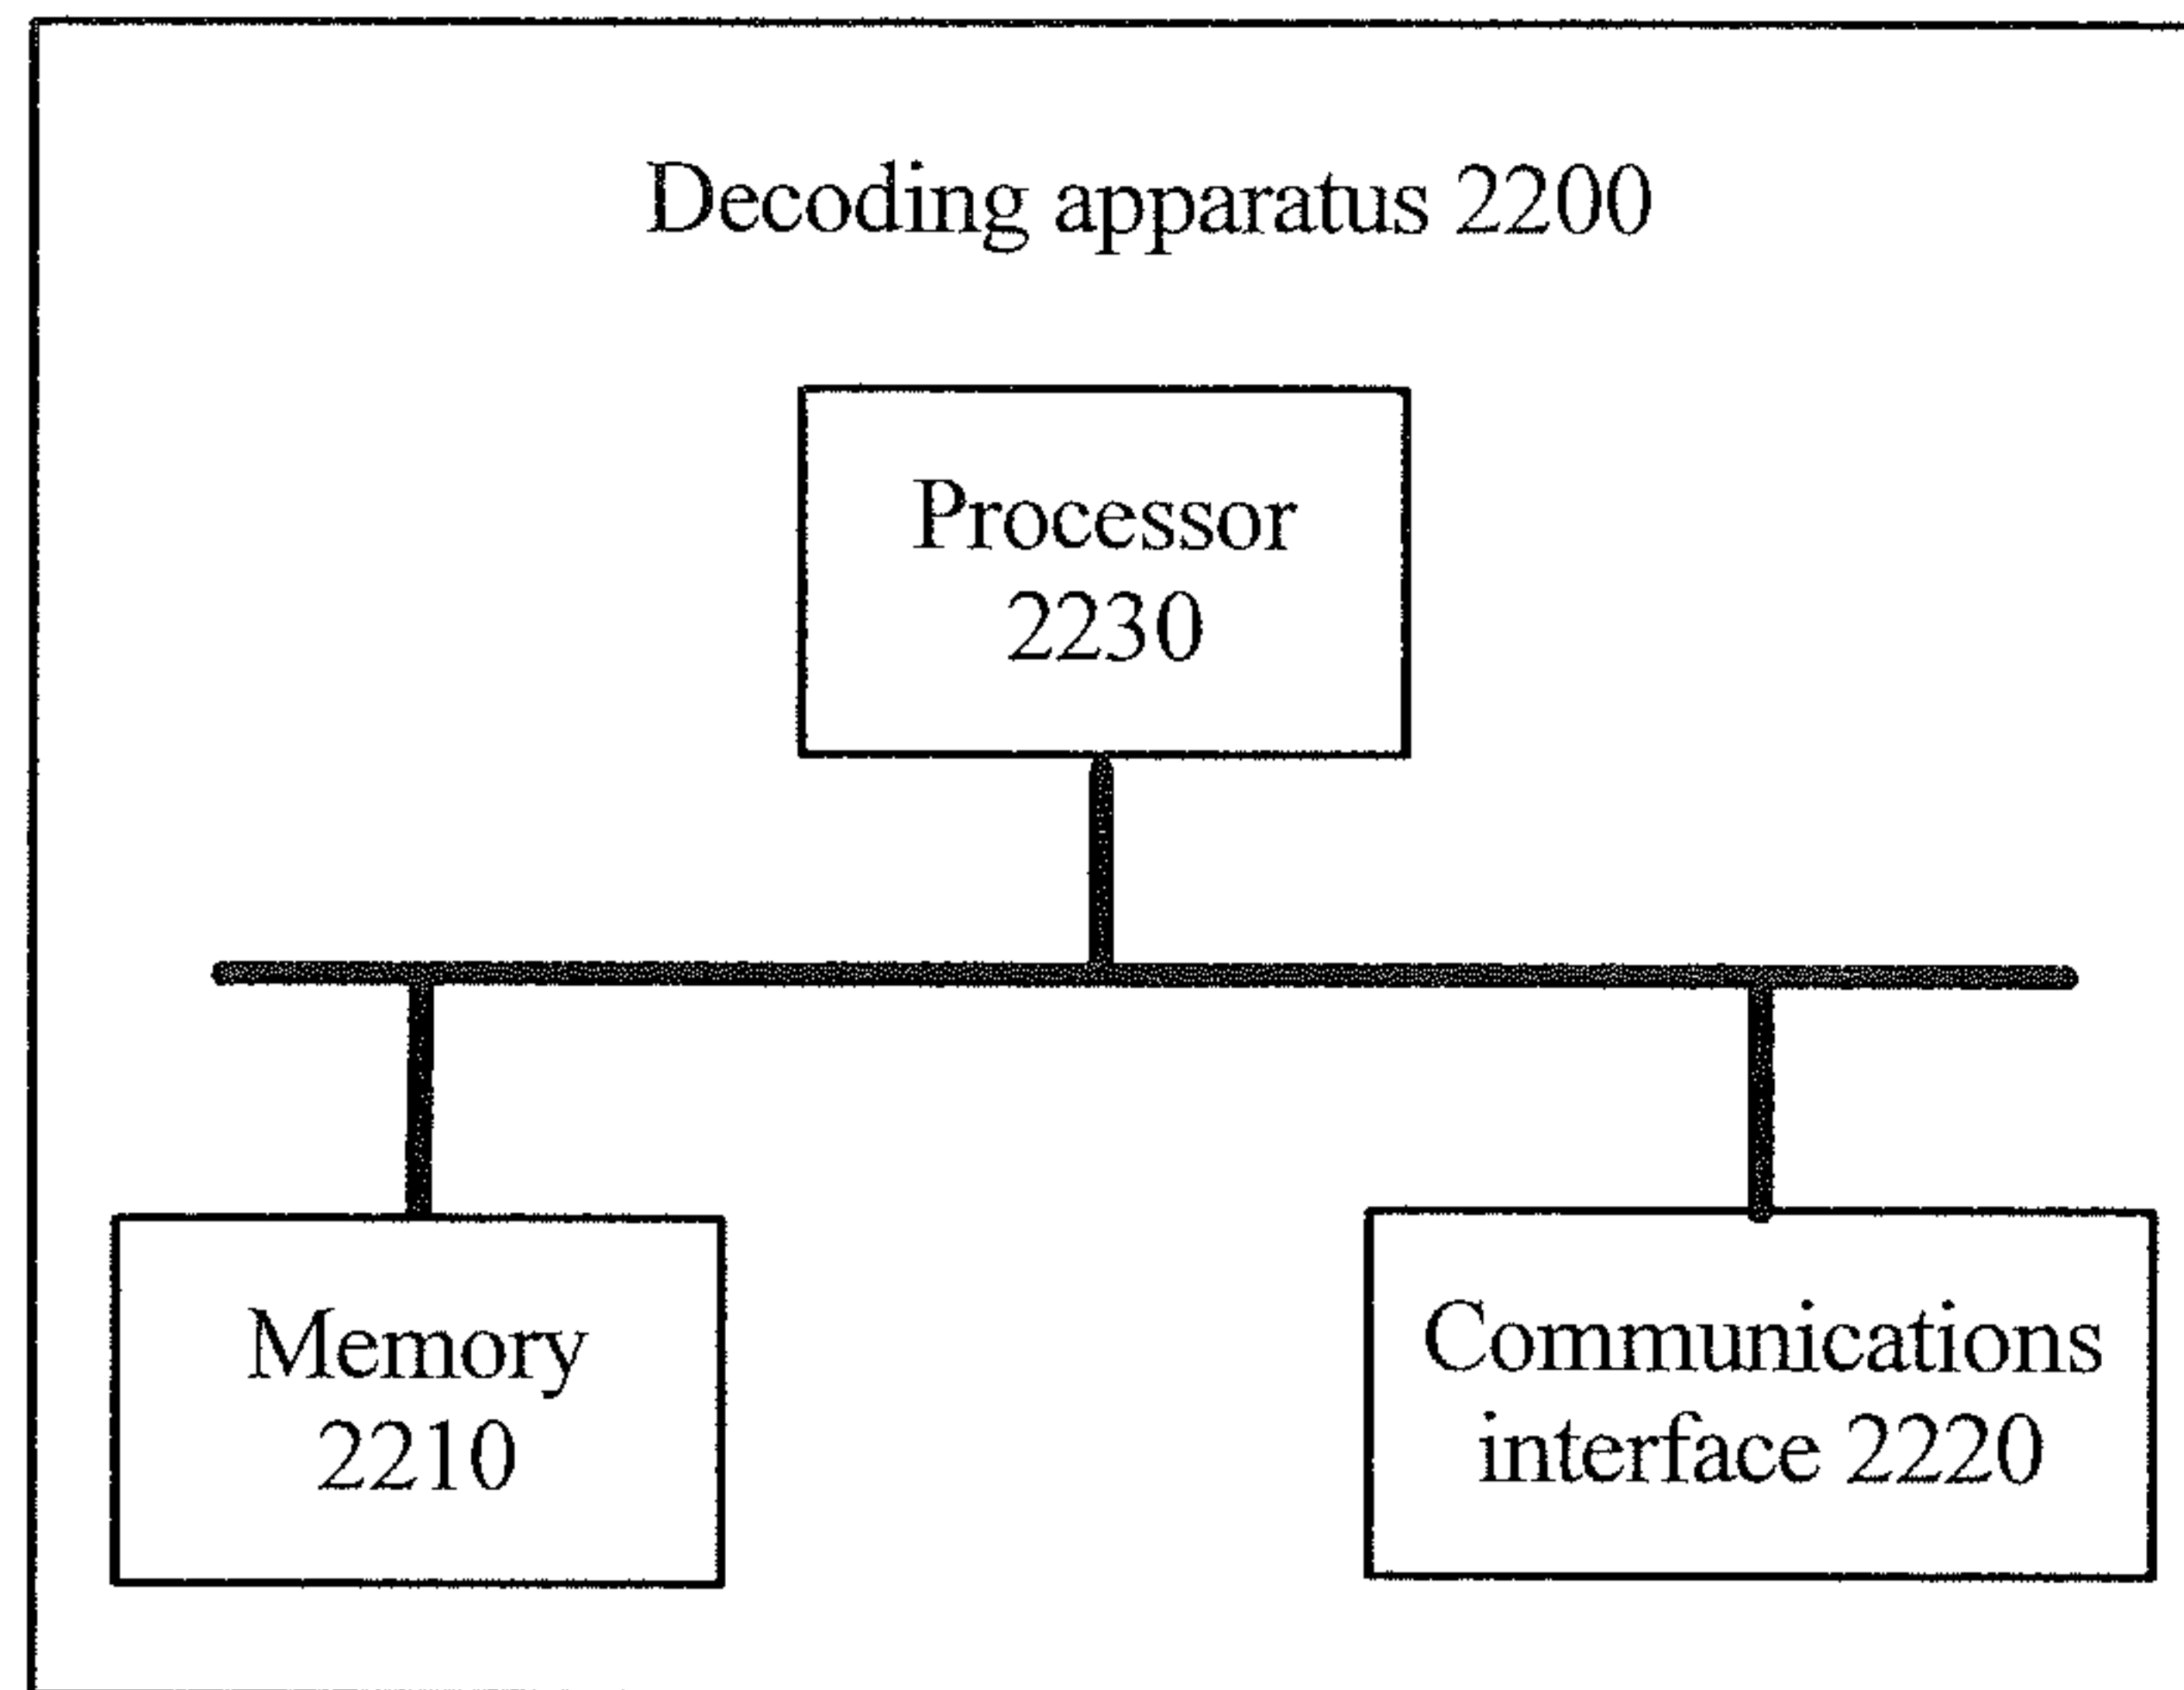 Decoding apparatus 2200
Processor
2230
Memory
2210
Communications
interface 2220